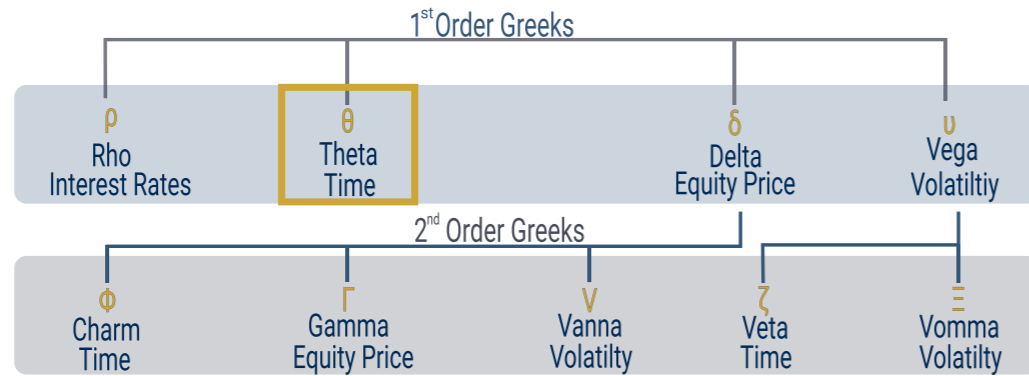 1st Order Greeks
ρ θ δ υ
Rho Theta Delta Vega
Interest Rates Time Equity Price Volatiltiy
2nd Order Greeks
Φ Γ V ζ Ξ
Charm Gamma Vanna Veta Vomma
Time Equity Price Volatilty Time Volatilty